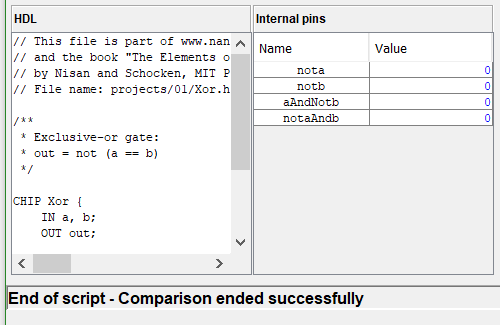 HDL
// This file is part of www.nan
// and the book "The Elements o
// by Nisan and Schocken, MIT P
// File name: projects/01/Xor.h
/**
* Exclusive-or gate:
* out = not (a == b)
*/
CHIP Xor {
IN a, b;
OUT out;
Internal pins
Name Value
nota 0
notb 0
aAndNotb 0
notaAndb 0
End of script - Comparison ended successfully